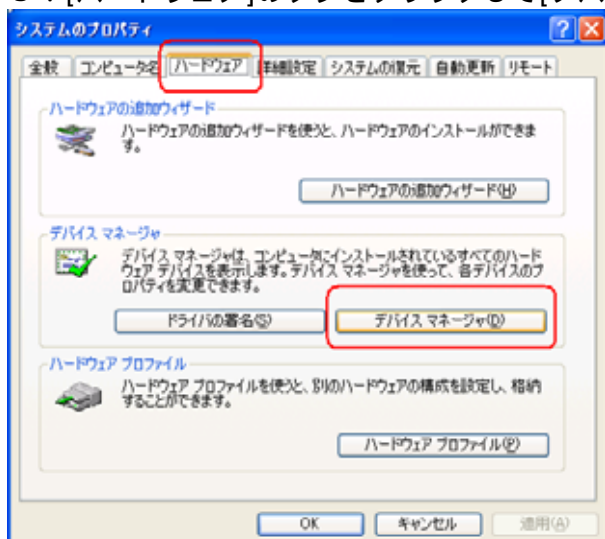 システムのプロパティ
全般 コンピュータ名 ハードウェア 詳細設定 システムの復元 自動更新 リモート
ハードウェアの追加ウィザード
ハードウェアの追加ウィザードを使うと、ハードウェアのインストールができま
す。
ハードウェアの追加ウィザード(H)
デバイス マネージャ
デバイス マネージャは、コンピュータにインストールされているすべてのハード
ウェア デバイスを表示します。デバイス マネージャを使って、各デバイスのプ
ロパティを変更できます。
ドライバの署名(S) デバイス マネージャ(D)
ハードウェア プロファイル
ハードウェア プロファイルを使うと、別のハードウェアの構成を設定し、格納
することができます。
ハードウェア プロファイル(P)
OK キャンセル 適用(A)